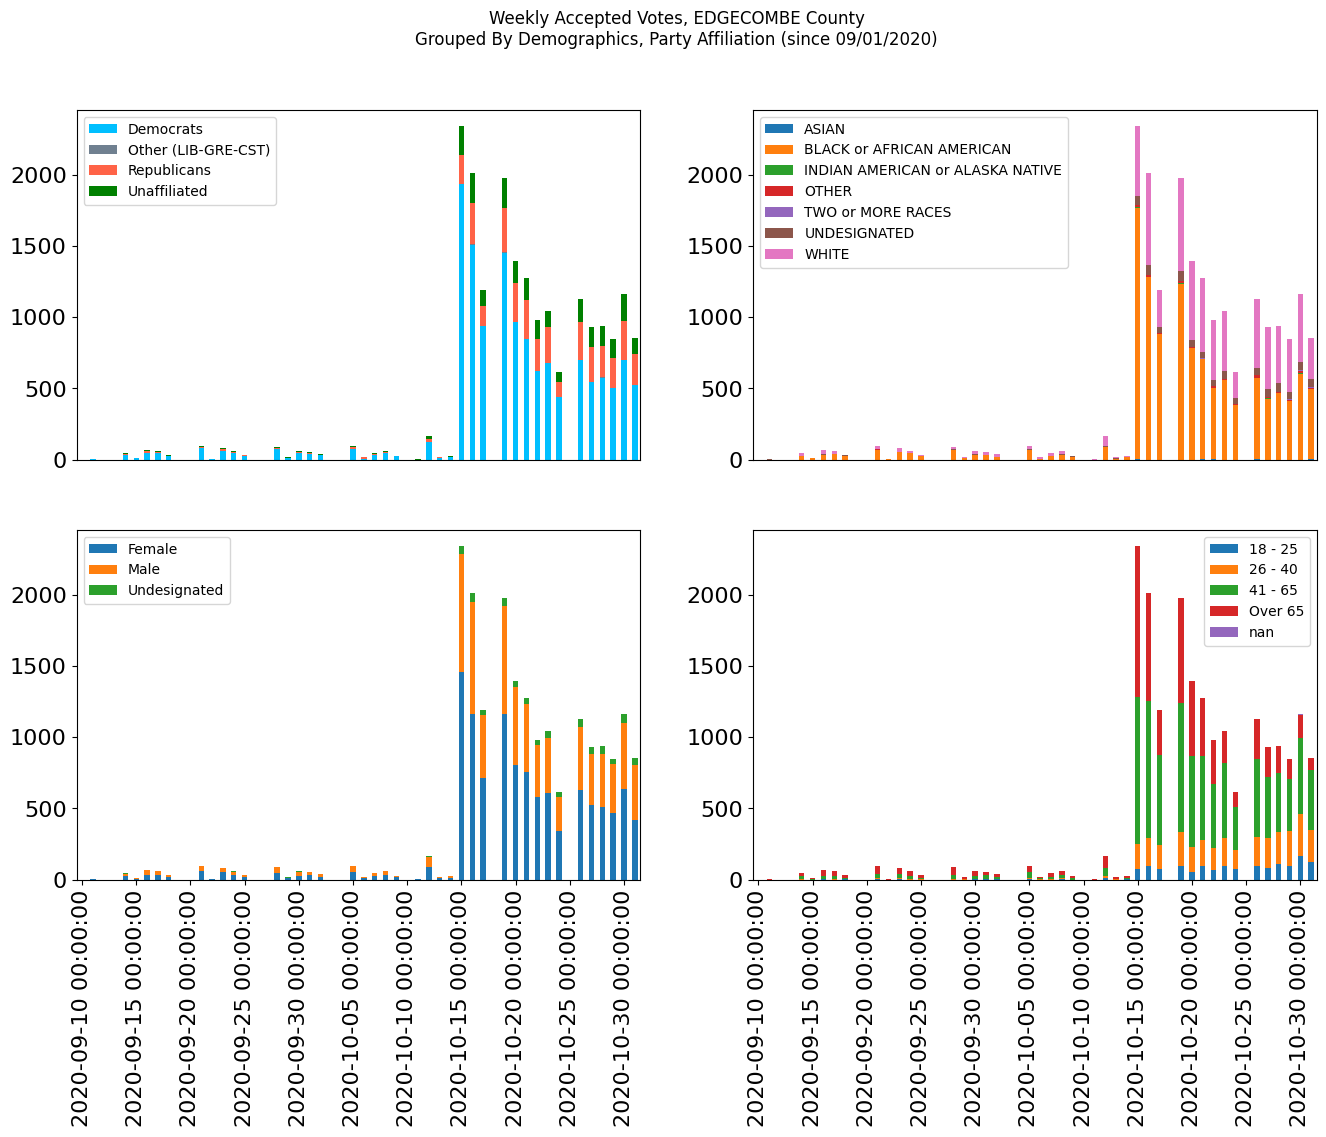 Weekly Accepted Votes, EDGECOMBE County
Grouped By Demographics, Party Affiliation (since 09/01/2020)
Democrats
Other (LIB-GRE-CST)
Republicans
Unaffiliated
2000
1500
1000
500
0
ASIAN
BLACK or AFRICAN AMERICAN
INDIAN AMERICAN or ALASKA NATIVE
OTHER
TWO or MORE RACES
UNDESIGNATED
WHITE
2000
1500
1000
500
0
Female
Male
Undesignated
2000
1500
1000
500
0
2020-09-10 00:00:00
2020-09-15 00:00:00
2020-09-20 00:00:00
2020-09-25 00:00:00
2020-09-30 00:00:00
2020-10-05 00:00:00
2020-10-10 00:00:00
2020-10-15 00:00:00
2020-10-20 00:00:00
2020-10-25 00:00:00
2020-10-30 00:00:00
18 - 25
26 - 40
41 - 65
Over 65
nan
2000
1500
1000
500
0
2020-09-10 00:00:00
2020-09-15 00:00:00
2020-09-20 00:00:00
2020-09-25 00:00:00
2020-09-30 00:00:00
2020-10-05 00:00:00
2020-10-10 00:00:00
2020-10-15 00:00:00
2020-10-20 00:00:00
2020-10-25 00:00:00
2020-10-30 00:00:00